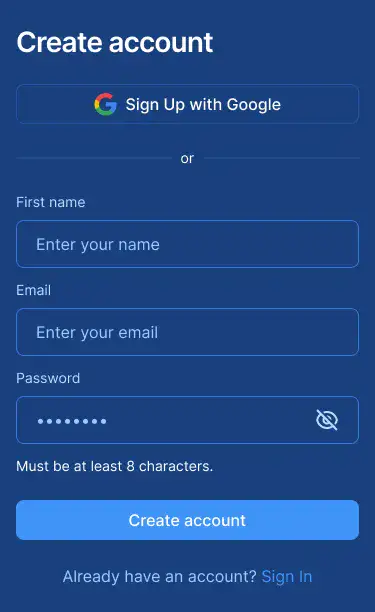 Create account
Sign Up with Google
or
First name
Enter your name
Email
Enter your email
Password
••••••••
Must be at least 8 characters.
Create account
Already have an account? Sign In